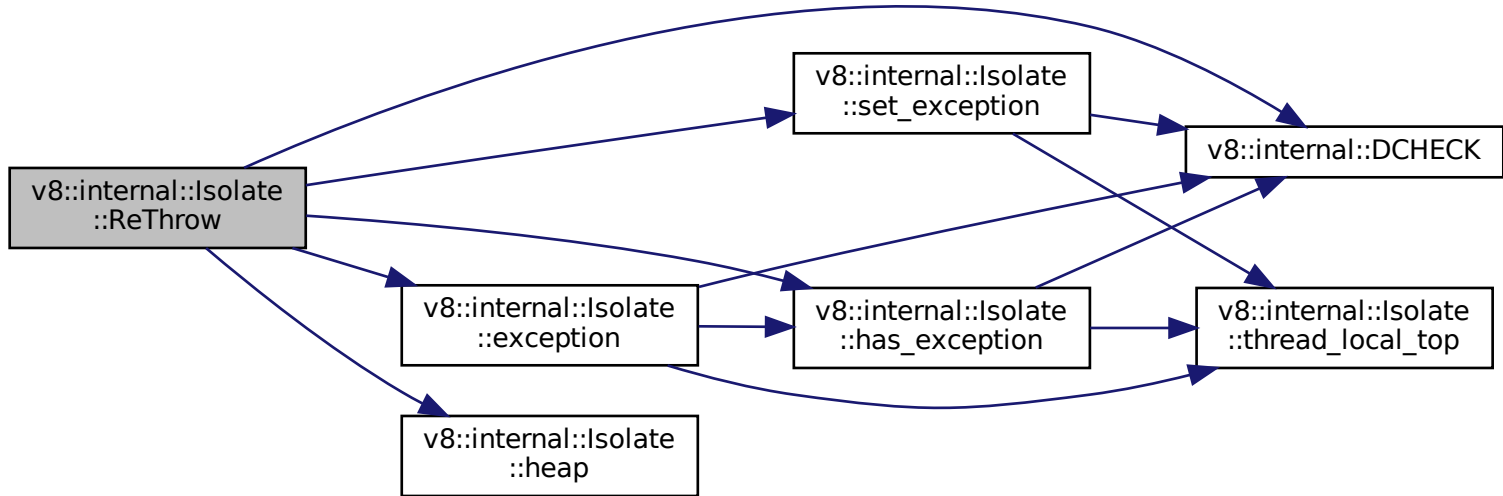 v8::internal::Isolate
::ReThrow
v8::internal::Isolate
::set_exception
v8::internal::DCHECK
v8::internal::Isolate
::exception
v8::internal::Isolate
::has_exception
v8::internal::Isolate
::thread_local_top
v8::internal::Isolate
::heap